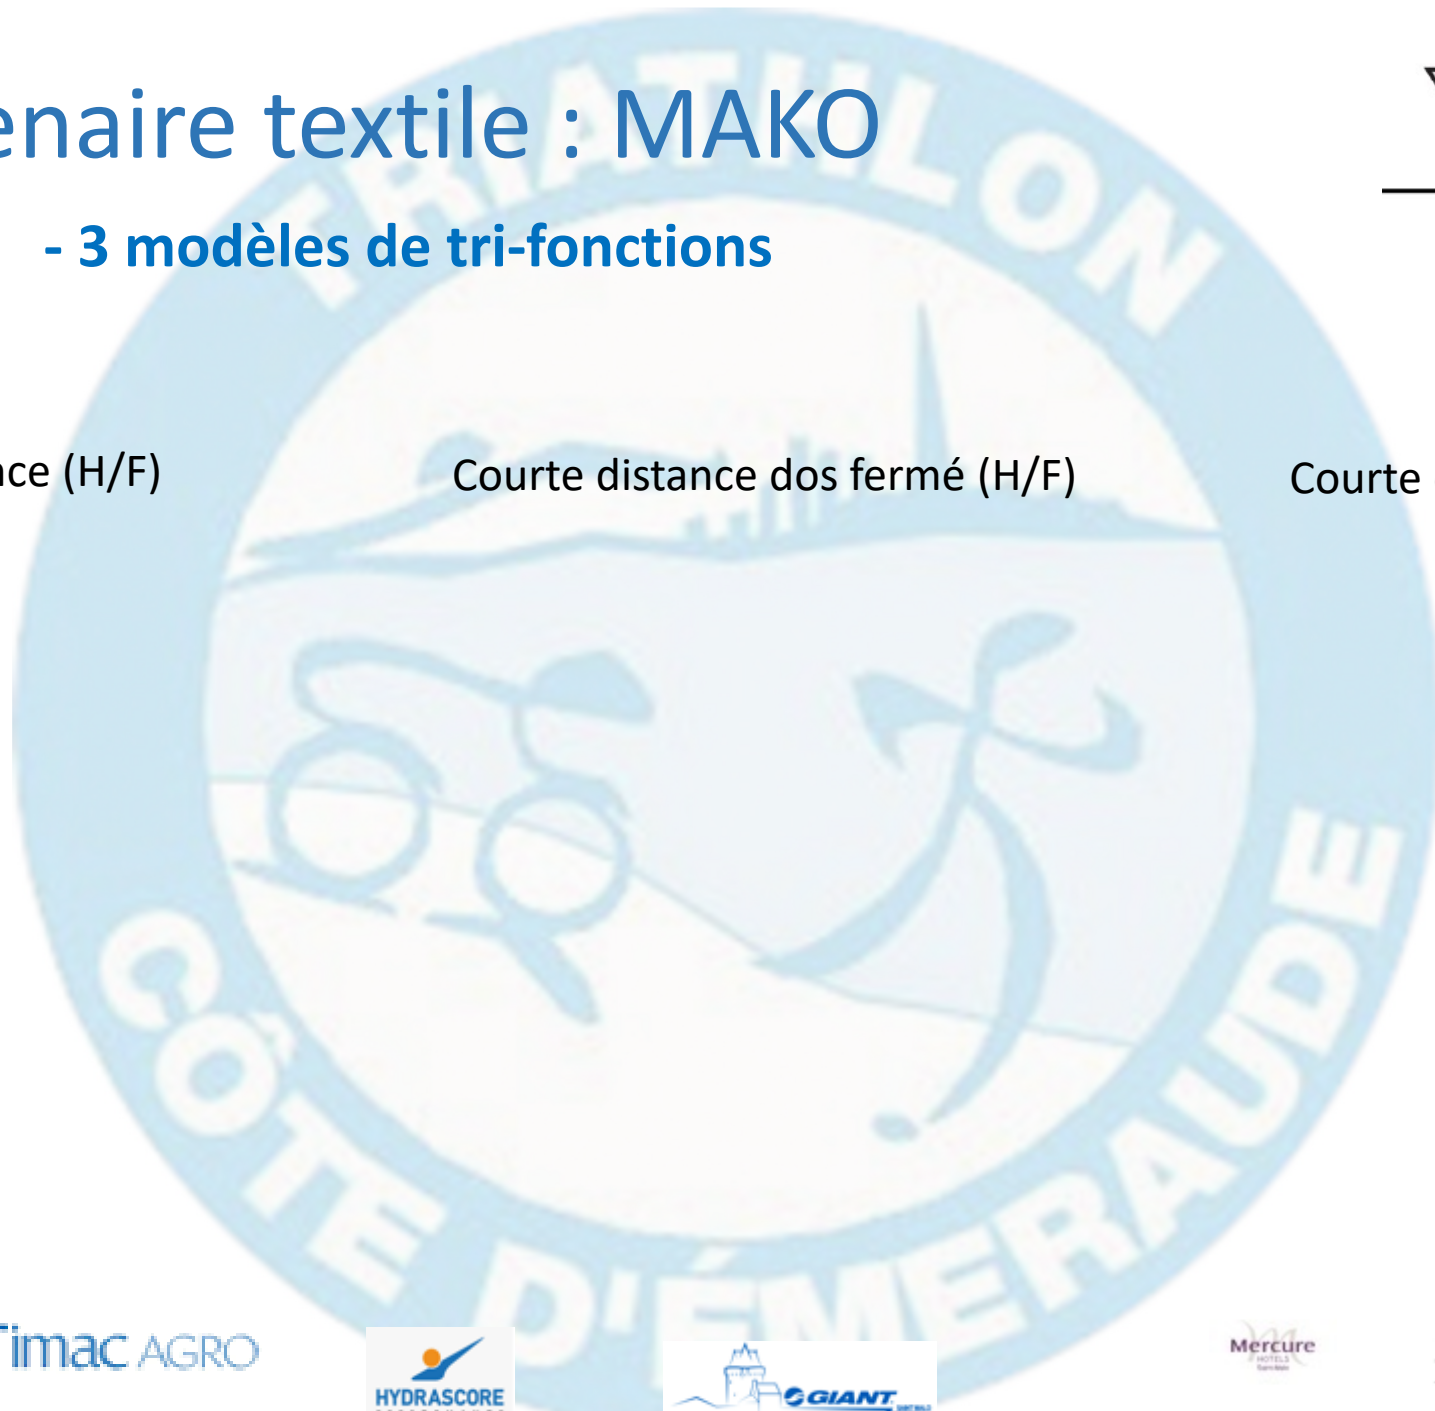 enaire textile : MAKO
- 3 modèles de tri-fonctions
nce (H/F)
Courte distance dos fermé (H/F)
Courte
TRIATHLON
CÔTE D'ÉMERAUDE
Timac AGRO
HYDRASCORE
GIANT
Mercure
HOTELS